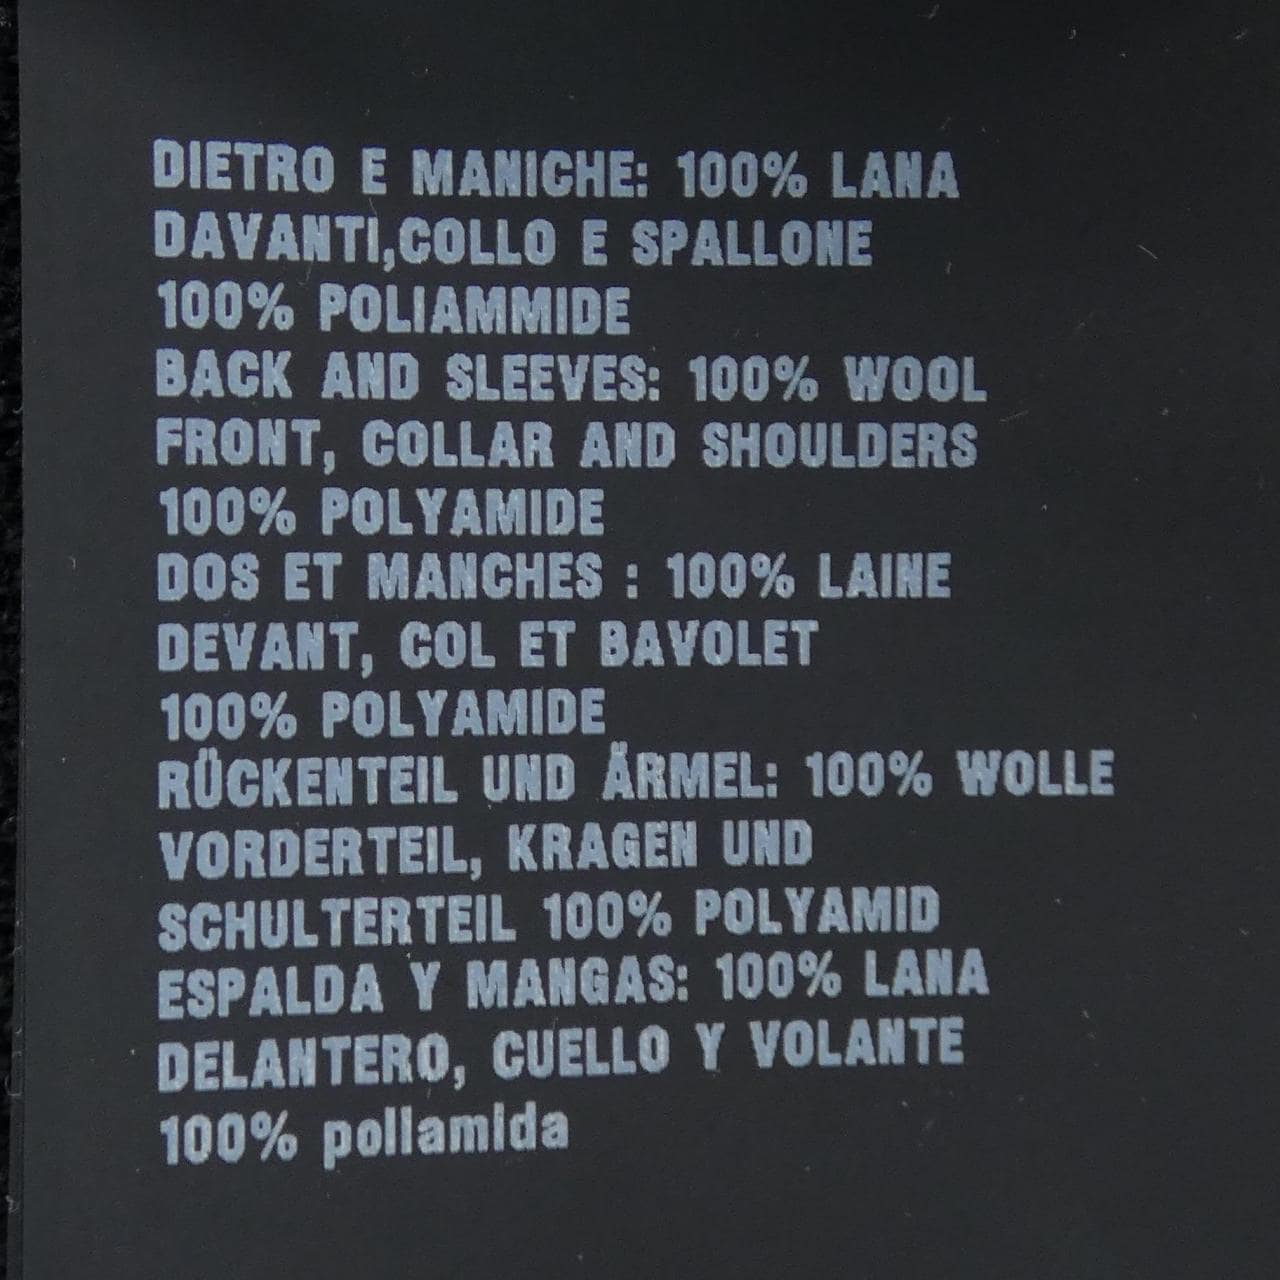 DIETRO E MANICHE: 100% LANA
DAVANTI,COLLO E SPALLONE
100% POLIAMMIDE
BACK AND SLEEVES: 100% WOOL
FRONT, COLLAR AND SHOULDERS
100% POLYAMIDE
DOS ET MANCHES : 100% LAINE
DEVANT, COL ET BAVOLET
100% POLYAMIDE
RÜCKENTEIL UND ÄRMEL: 100% WOLLE
VORDERTEIL, KRAGEN UND
SCHULTERTEIL 100% POLYAMID
ESPALDA Y MANGAS: 100% LANA
DELANTERO, CUELLO Y VOLANTE
100% poliamida